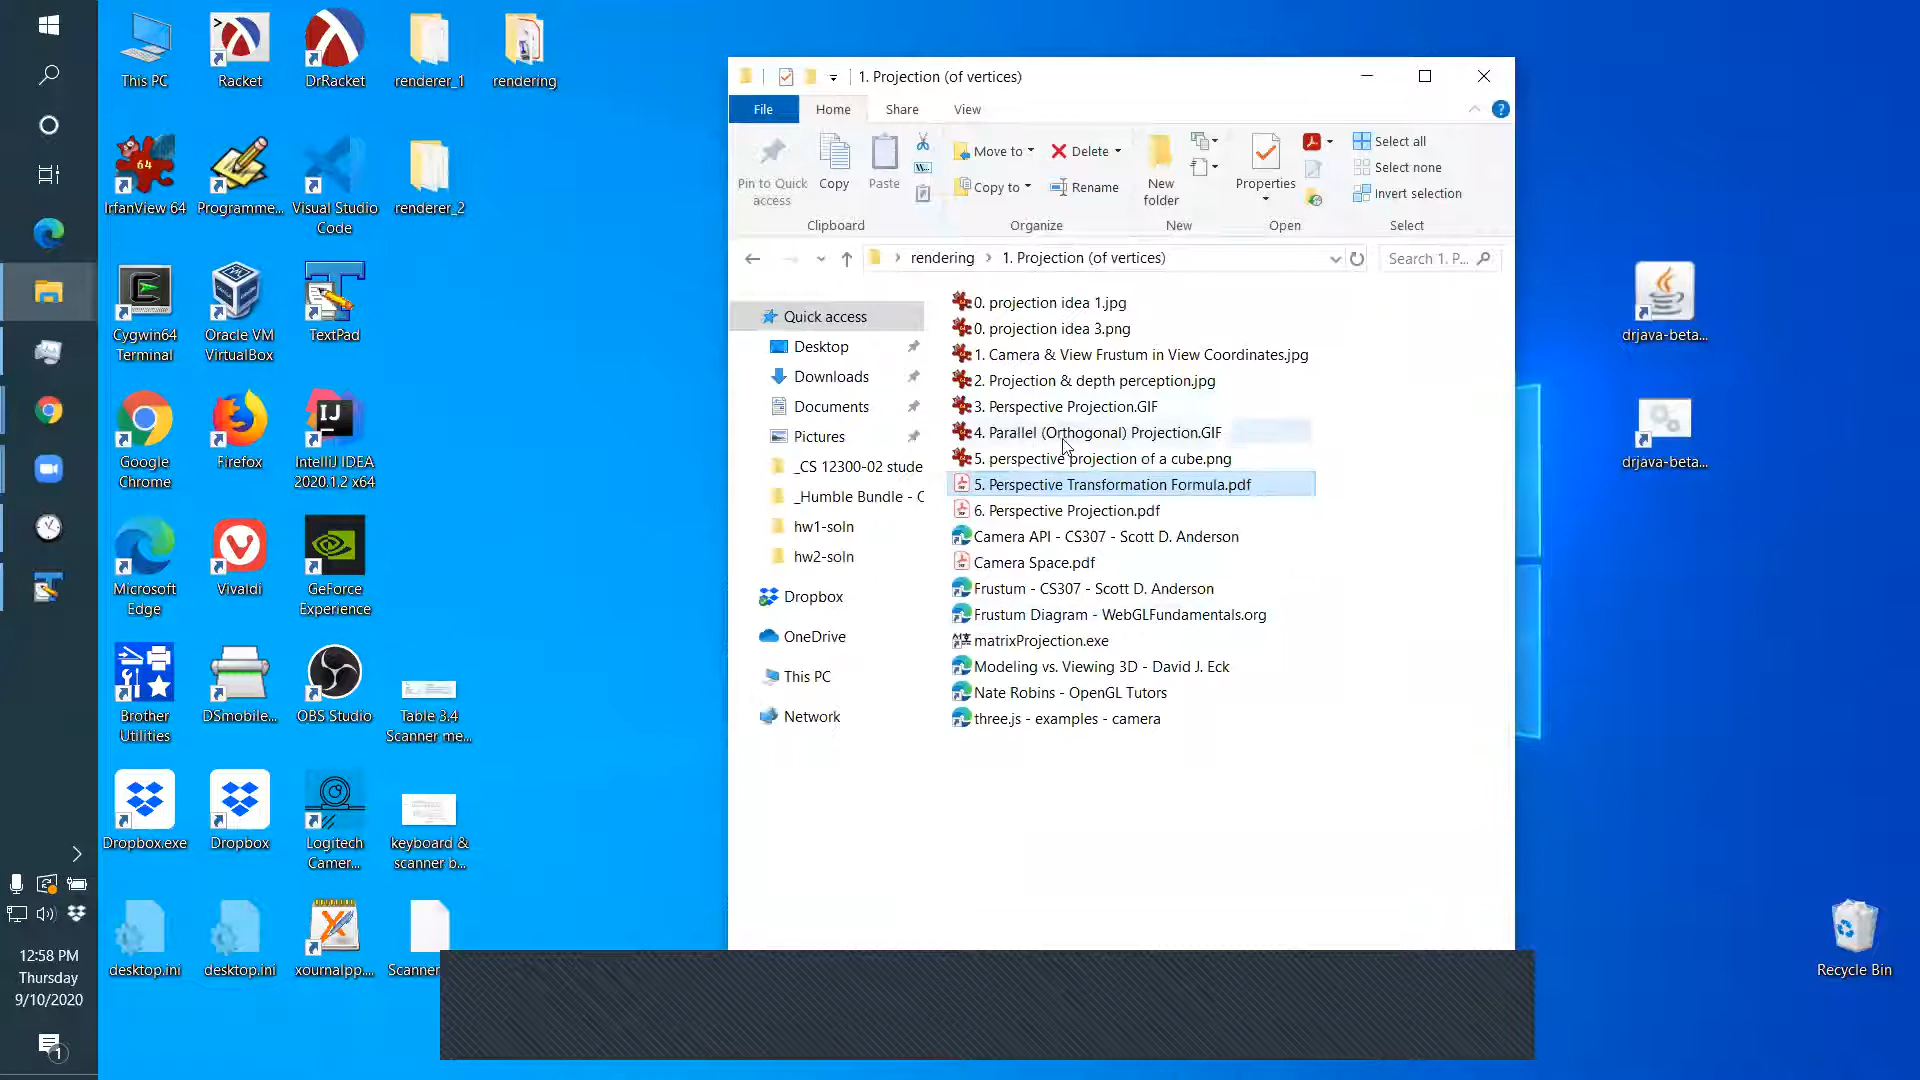 This PC
Racket
DrRacket
renderer_1
rendering
IrfanView 64
Programme...
Visual Studio
Code
renderer_2
Cygwin64
Terminal
Oracle VM
VirtualBox
TextPad
Google
Chrome
Firefox
IntelliJ IDEA
2020.1.2 x64
Microsoft
Edge
Vivaldi
GeForce
Experience
Brother
Utilities
DSmobile...
OBS Studio
Table 3.4
Scanner me...
Dropbox.exe
Dropbox
Logitech
Camer...
keyboard &
scanner b...
desktop.ini
desktop.ini
xournalpp....
Scanner
12:58 PM
Thursday
9/10/2020
1
1. Projection (of vertices)
File
Home
Share
View
Pin to Quick
access
Copy
Paste
Move to
Copy to
Delete
Rename
New
folder
Properties
Select all
Select none
Invert selection
Clipboard
Organize
New
Open
Select
rendering
1. Projection (of vertices)
Search 1. P...
Quick access
Desktop
Downloads
Documents
Pictures
_CS 12300-02 stude
_Humble Bundle - C
hw1-soln
hw2-soln
Dropbox
OneDrive
This PC
Network
0. projection idea 1.jpg
0. projection idea 3.png
1. Camera & View Frustum in View Coordinates.jpg
2. Projection & depth perception.jpg
3. Perspective Projection.GIF
4. Parallel (Orthogonal) Projection.GIF
5. perspective projection of a cube.png
5. Perspective Transformation Formula.pdf
6. Perspective Projection.pdf
Camera API - CS307 - Scott D. Anderson
Camera Space.pdf
Frustum - CS307 - Scott D. Anderson
Frustum Diagram - WebGLFundamentals.org
matrixProjection.exe
Modeling vs. Viewing 3D - David J. Eck
Nate Robins - OpenGL Tutors
three.js - examples - camera
drjava-beta...
drjava-beta...
Recycle Bin